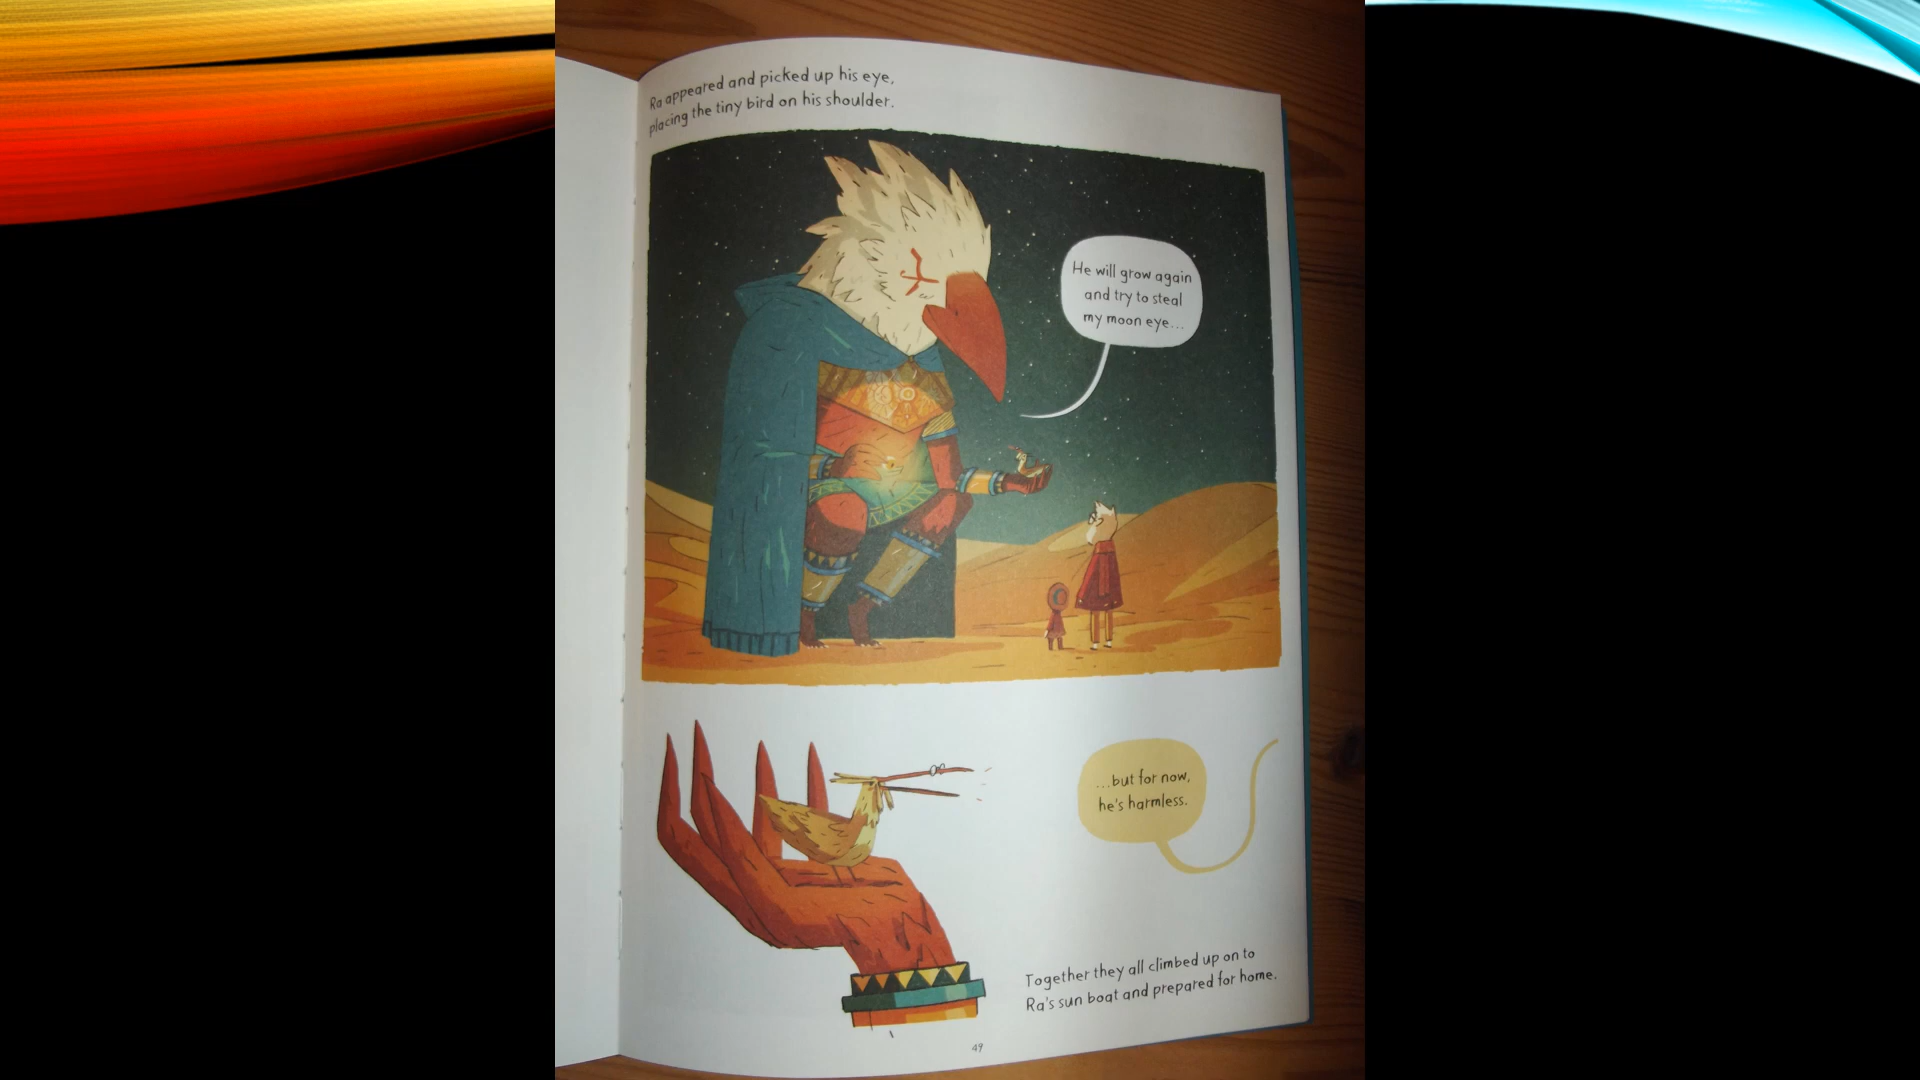 Ra appeared and picked up his eye,
placing the tiny bird on his shoulder.
He will grow again
and try to steal
my moon eye...
...but for now,
he's harmless.
Together they all climbed up on to
Ra's sun boat and prepared for home.
49